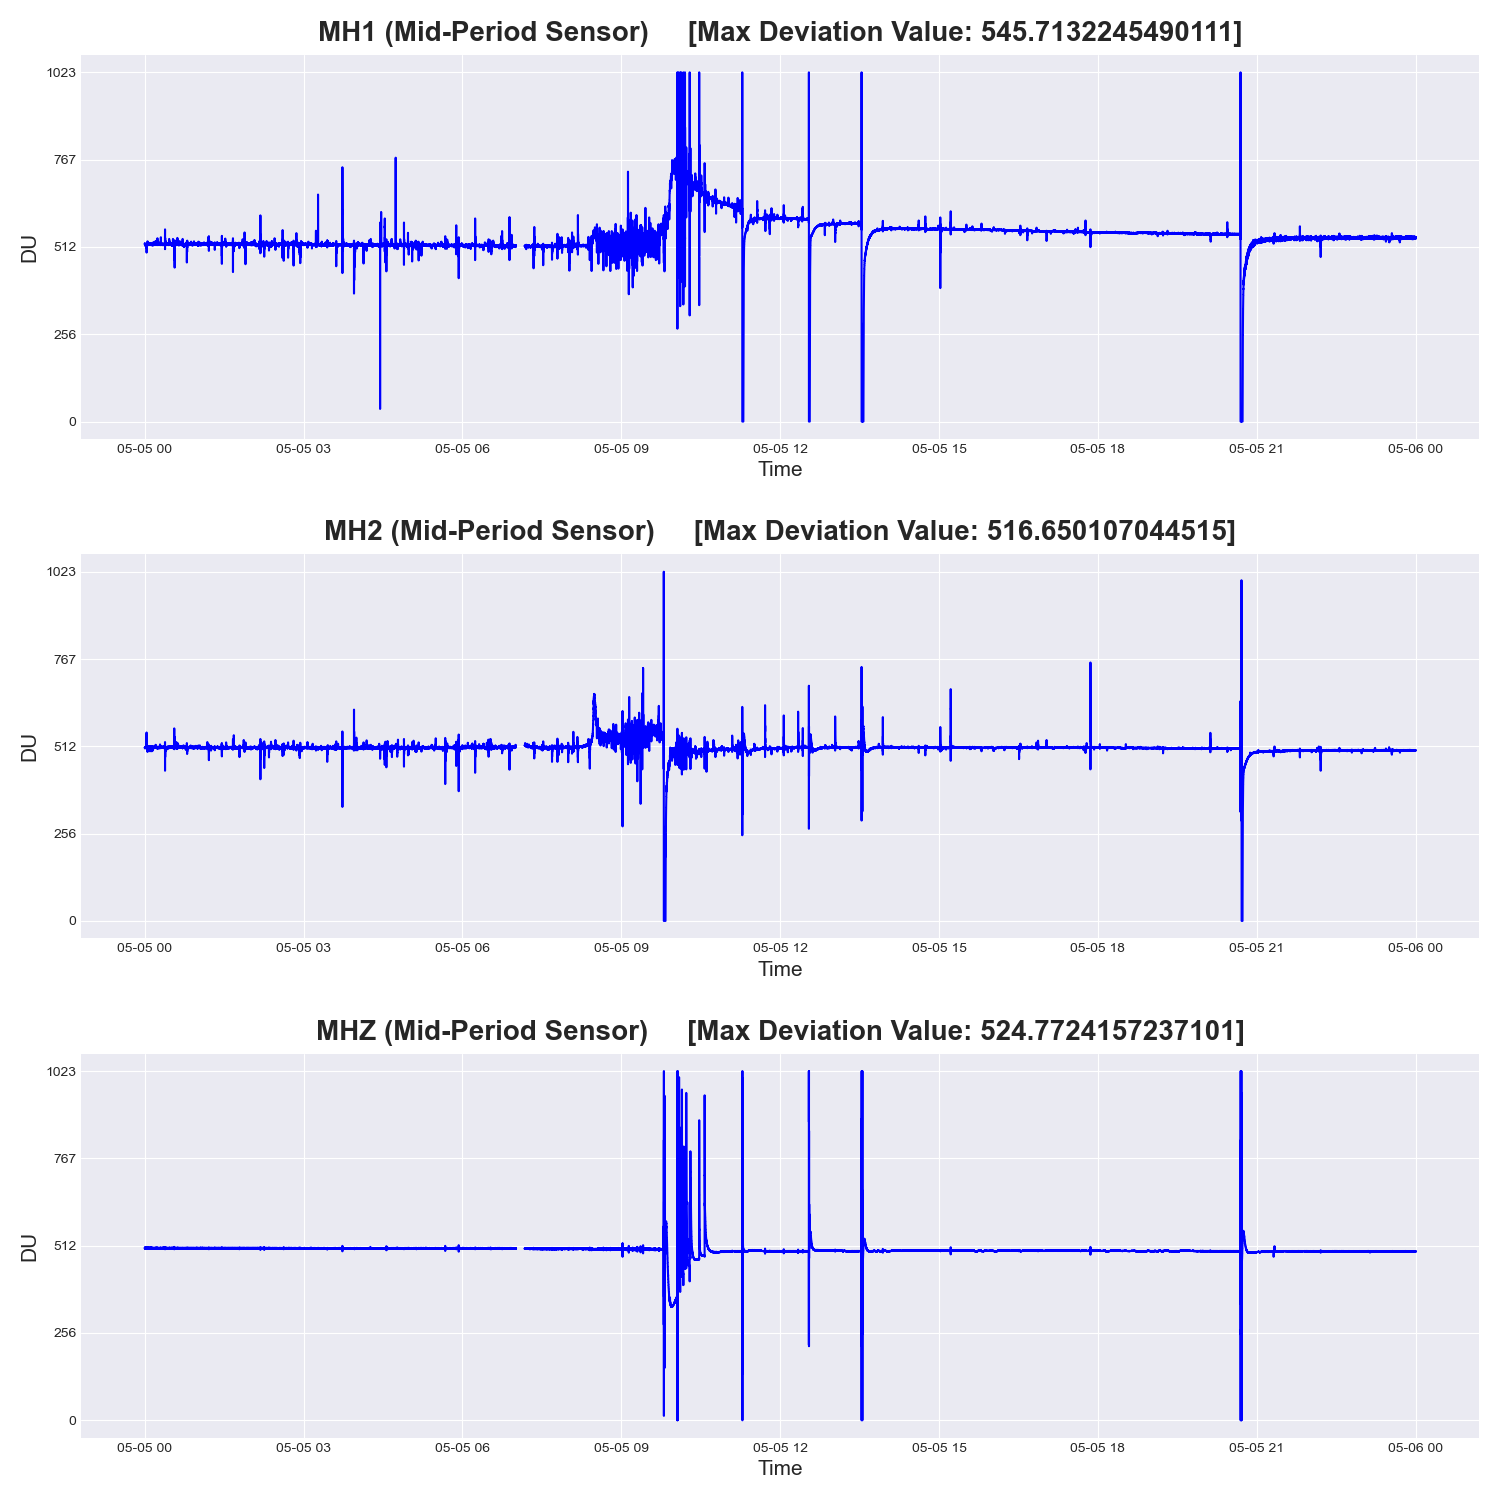 MH1 (Mid-Period Sensor) [Max Deviation Value: 545.7132245490111]
1023
767
512
256
0
DU
05-05 00 05-05 03 05-05 06 05-05 09 05-05 12 05-05 15 05-05 18 05-05 21 05-06 00
Time
MH2 (Mid-Period Sensor) [Max Deviation Value: 516.650107044515]
1023
767
512
256
0
DU
05-05 00 05-05 03 05-05 06 05-05 09 05-05 12 05-05 15 05-05 18 05-05 21 05-06 00
Time
MHZ (Mid-Period Sensor) [Max Deviation Value: 524.7724157237101]
1023
767
512
256
0
DU
05-05 00 05-05 03 05-05 06 05-05 09 05-05 12 05-05 15 05-05 18 05-05 21 05-06 00
Time